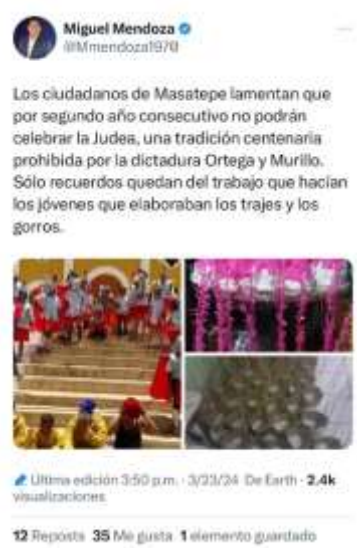 Miguel Mendoza
@Mmendoza1970
Los ciudadanos de Masatepe lamentan que
por segundo año consecutivo no podrán
celebrar la Judea, una tradición centenaria
prohibida por la dictadura Ortega y Murillo.
Sólo recuerdos quedan del trabajo que hacían
los jóvenes que elaboraban los trajes y los
gorros.
Última edición 3:50 p.m. · 3/23/24 De Earth · 2.4k
visualizaciones
12 Reposts 35 Me gusta 1 elemento guardado